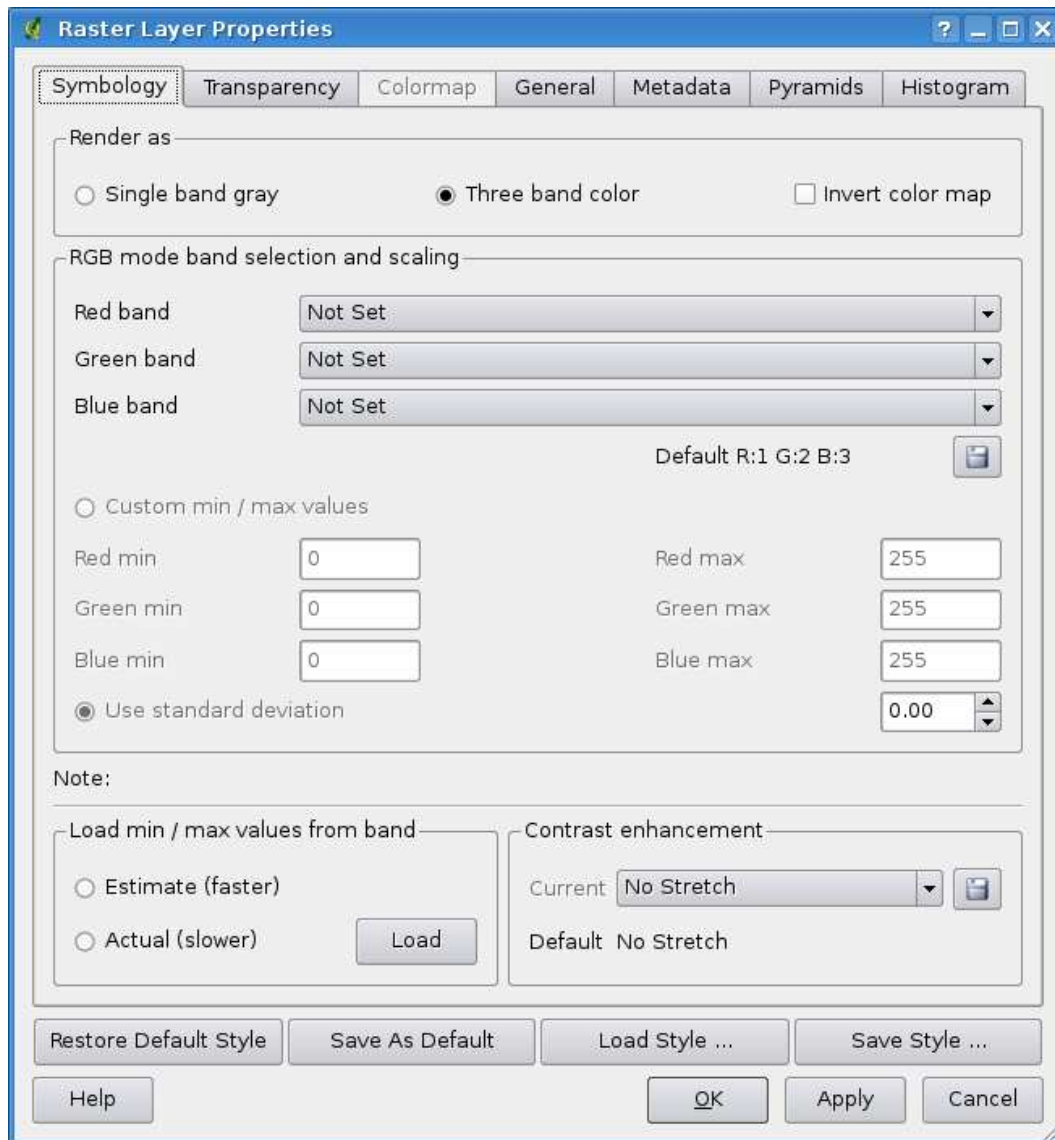 Raster Layer Properties
Symbology Transparency Colormap General Metadata Pyramids Histogram
Render as
Single band gray Three band color Invert color map
RGB mode band selection and scaling
Red band Not Set
Green band Not Set
Blue band Not Set
Default R:1 G:2 B:3
Custom min / max values
Red min 0 Red max 255
Green min 0 Green max 255
Blue min 0 Blue max 255
Use standard deviation 0.00
Note:
Load min / max values from band
Estimate (faster)
Actual (slower) Load
Contrast enhancement
Current No Stretch
Default No Stretch
Restore Default Style Save As Default Load Style ... Save Style ...
Help OK Apply Cancel